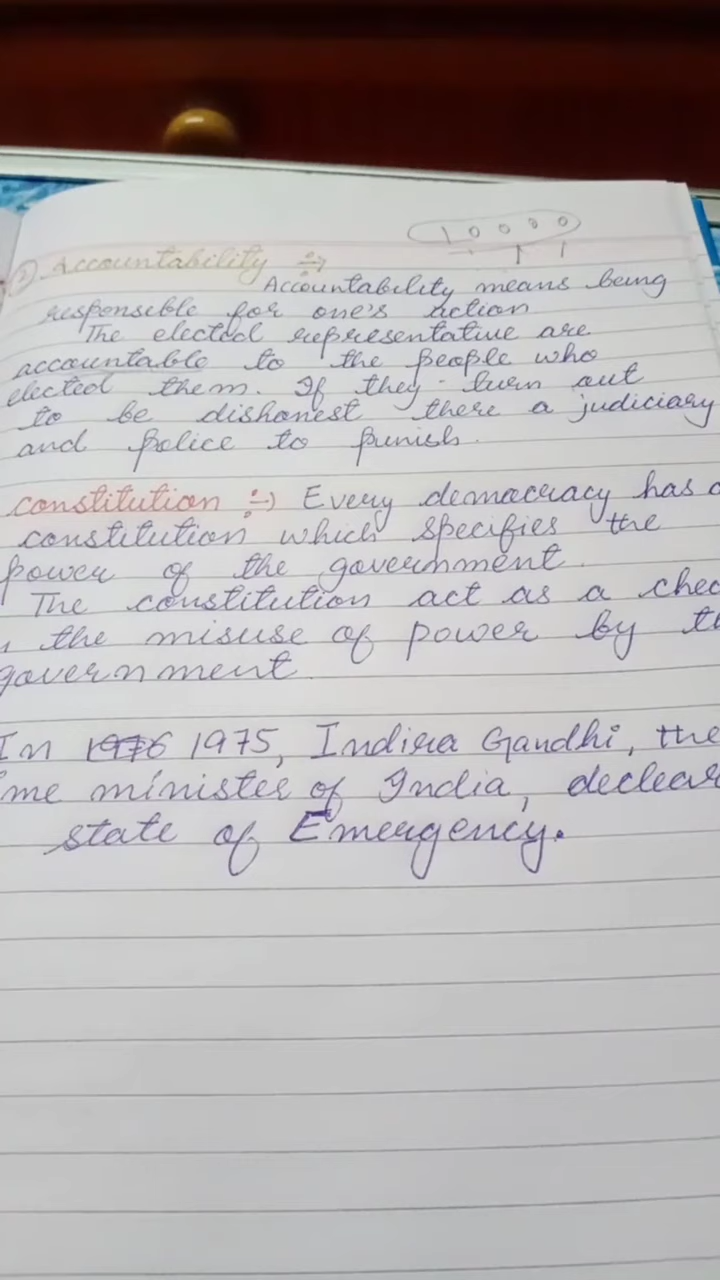 10000
2) Accountability :-)
Accountability means being
responsible for one's action
The elected representative are
accountable to the people who
elected them. If they turn out
to be dishonest there a judiciary
and police to punish.
constitution :-) Every democracy has a
constitution which specifies the
power of the government.
The constitution act as a chec
the misuse of power by th
government.
In 1976 1975, Indira Gandhi, the
ime minister of India, declear
state of Emergency.